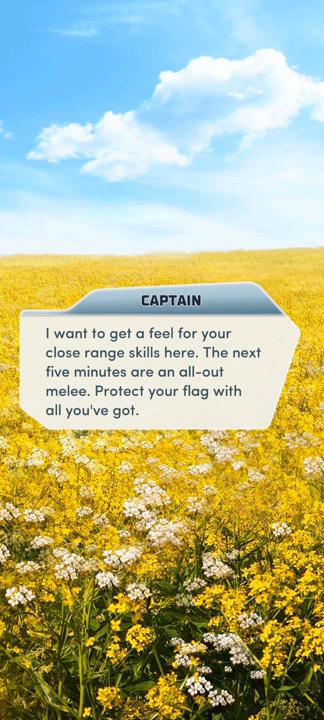 CAPTAIN
I want to get a feel for your
close range skills here. The next
five minutes are an all-out
melee. Protect your flag with
all you've got.